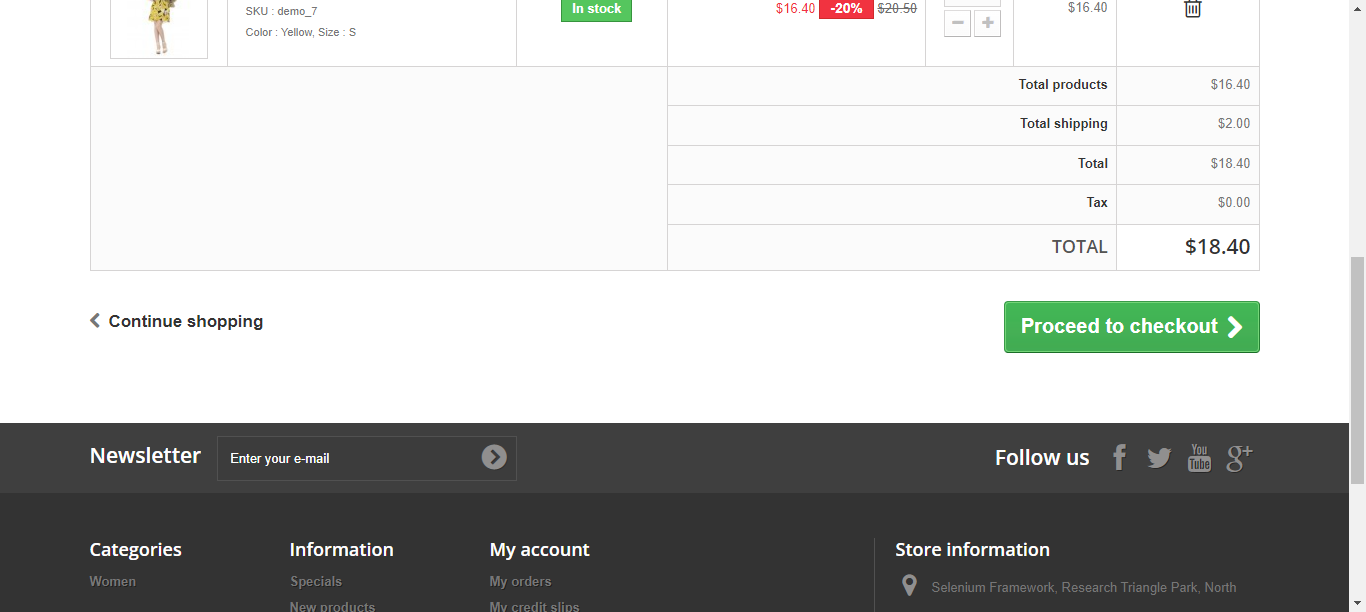 SKU : demo_7
In stock
$16.40 -20% $20.50
$16.40
Color : Yellow, Size : S
Total products $16.40
Total shipping $2.00
Total $18.40
Tax $0.00
TOTAL $18.40
Continue shopping
Proceed to checkout
Newsletter
Enter your e-mail
Follow us
You
Tube
g+
Categories
Women
Information
Specials
New products
My account
My orders
My credit slips
Store information
Selenium Framework, Research Triangle Park, North